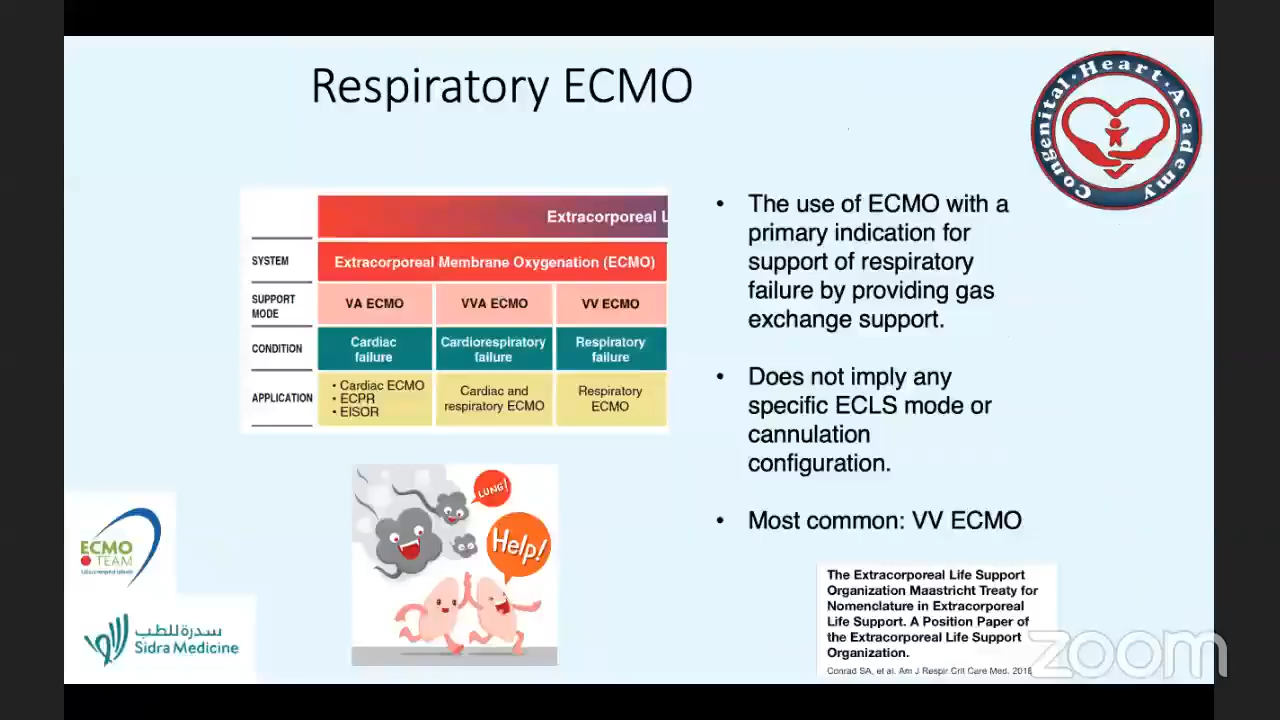 Respiratory ECMO
Congenital · Heart · Academy
Extracorporeal L
SYSTEM
Extracorporeal Membrane Oxygenation (ECMO)
SUPPORT
MODE
VA ECMO
VVA ECMO
VV ECMO
CONDITION
Cardiac
failure
Cardiorespiratory
failure
Respiratory
failure
APPLICATION
• Cardiac ECMO
• ECPR
• EISOR
Cardiac and
respiratory ECMO
Respiratory
ECMO
• The use of ECMO with a
primary indication for
support of respiratory
failure by providing gas
exchange support.
• Does not imply any
specific ECLS mode or
cannulation
configuration.
• Most common: VV ECMO
LUNG!
Help!
ECMO
TEAM
سدرة للطب
Sidra Medicine
The Extracorporeal Life Support
Organization Maastricht Treaty for
Nomenclature in Extracorporeal
Life Support. A Position Paper of
the Extracorporeal Life Support
Organization.
Conrad SA, et al. Am J Respir Crit Care Med. 2018
zoom